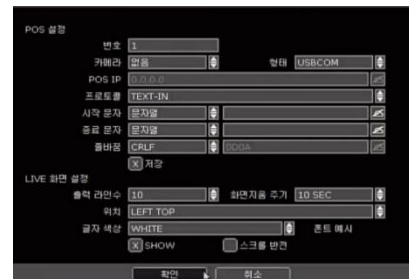 POS 설정
번호 1
카메라 없음 형태 USBCOM
POS IP 0.0.0.0
프로토콜 TEXT-IN
시작 문자 문자열
종료 문자 문자열
줄바꿈 CRLF 0D0A
X 저장
LIVE 화면 설정
출력 라인수 10 화면지움 주기 10 SEC
위치 LEFT TOP
글자 색상 WHITE 폰트 예시
X SHOW 스크롤 반전
확인 취소